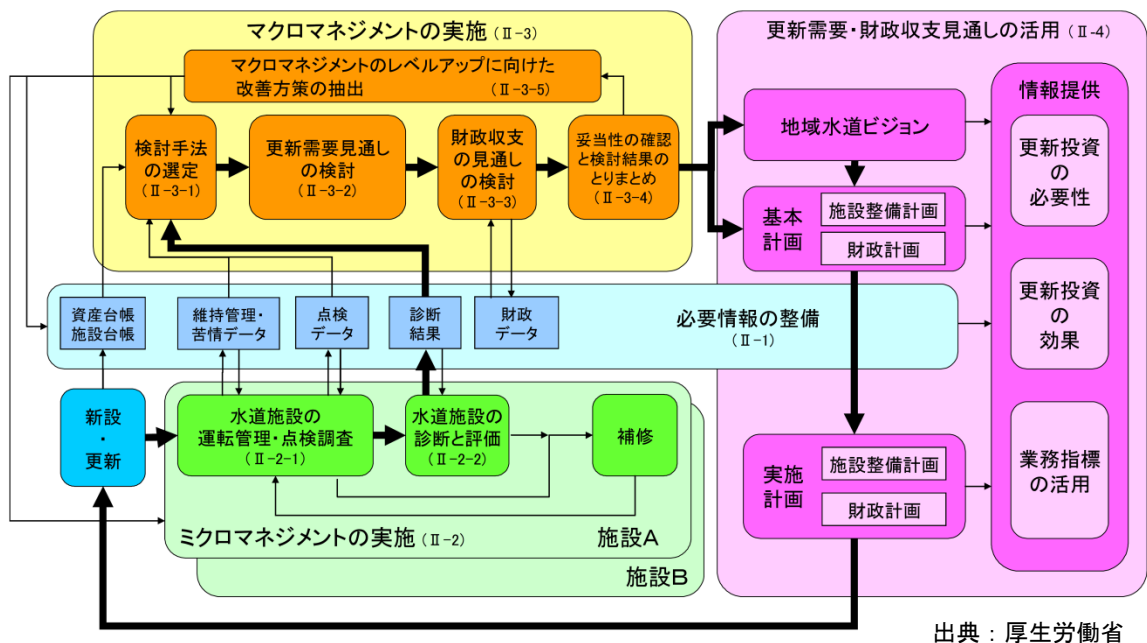 マクロマネジメントの実施(Ⅱ-3)
マクロマネジメントのレベルアップに向けた
改善方策の抽出 (Ⅱ-3-5)
検討手法
の選定
(Ⅱ-3-1)
更新需要見通し
の検討
(Ⅱ-3-2)
財政収支
の見通し
の検討
(Ⅱ-3-3)
妥当性の確認
と検討結果の
とりまとめ
(Ⅱ-3-4)
更新需要・財政収支見通しの活用(Ⅱ-4)
地域水道ビジョン
基本
計画
施設整備計画
財政計画
実施
計画
施設整備計画
財政計画
情報提供
更新投資
の
必要性
更新投資
の
効果
業務指標
の活用
資産台帳
施設台帳
維持管理・
苦情データ
点検
データ
診断
結果
財政
データ
必要情報の整備
(Ⅱ-1)
新設
・
更新
水道施設の
運転管理・点検調査
(Ⅱ-2-1)
水道施設の
診断と評価
(Ⅱ-2-2)
補修
ミクロマネジメントの実施(Ⅱ-2)
施設A
施設B
出典：厚生労働省